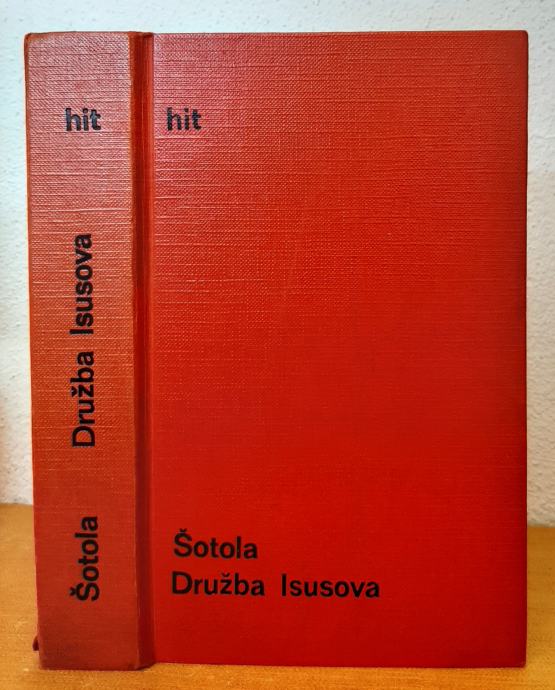 hit
Družba Isusova
Šotola
hit
Šotola
Družba Isusova